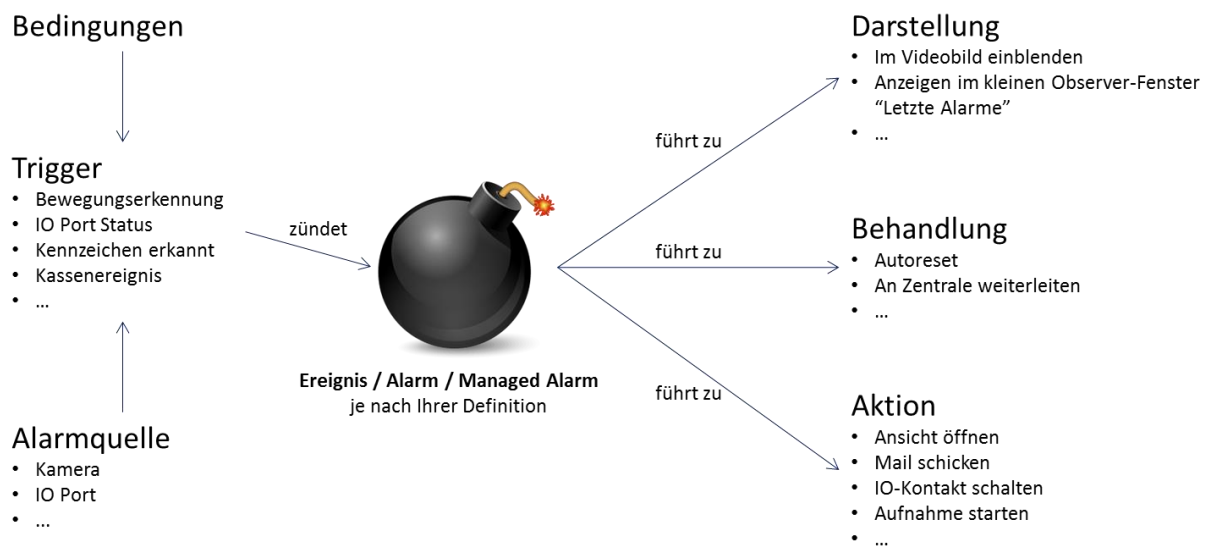 Bedingungen
Trigger
• Bewegungserkennung
• IO Port Status
• Kennzeichen erkannt
• Kassenereignis
• ...
Alarmquelle
• Kamera
• IO Port
• ...
zündet
Ereignis / Alarm / Managed Alarm
je nach Ihrer Definition
führt zu
führt zu
führt zu
Darstellung
• Im Videobild einblenden
• Anzeigen im kleinen Observer-Fenster
“Letzte Alarme”
• ...
Behandlung
• Autoreset
• An Zentrale weiterleiten
• ...
Aktion
• Ansicht öffnen
• Mail schicken
• IO-Kontakt schalten
• Aufnahme starten
• ...